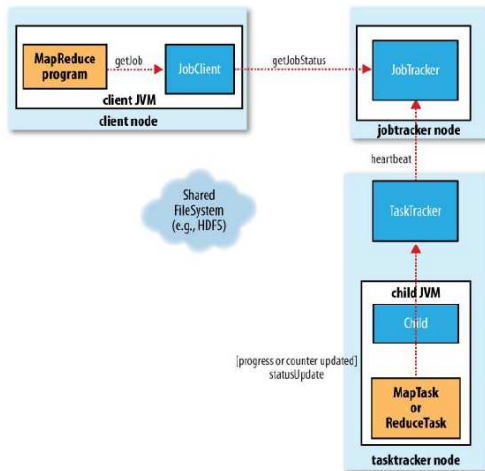 MapReduce
program
getJob
JobClient
client JVM
client node
getJobStatus
JobTracker
jobtracker node
heartbeat
Shared
FileSystem
(e.g., HDFS)
TaskTracker
child JVM
Child
[progress or counter updated]
statusUpdate
MapTask
or
ReduceTask
tasktracker node